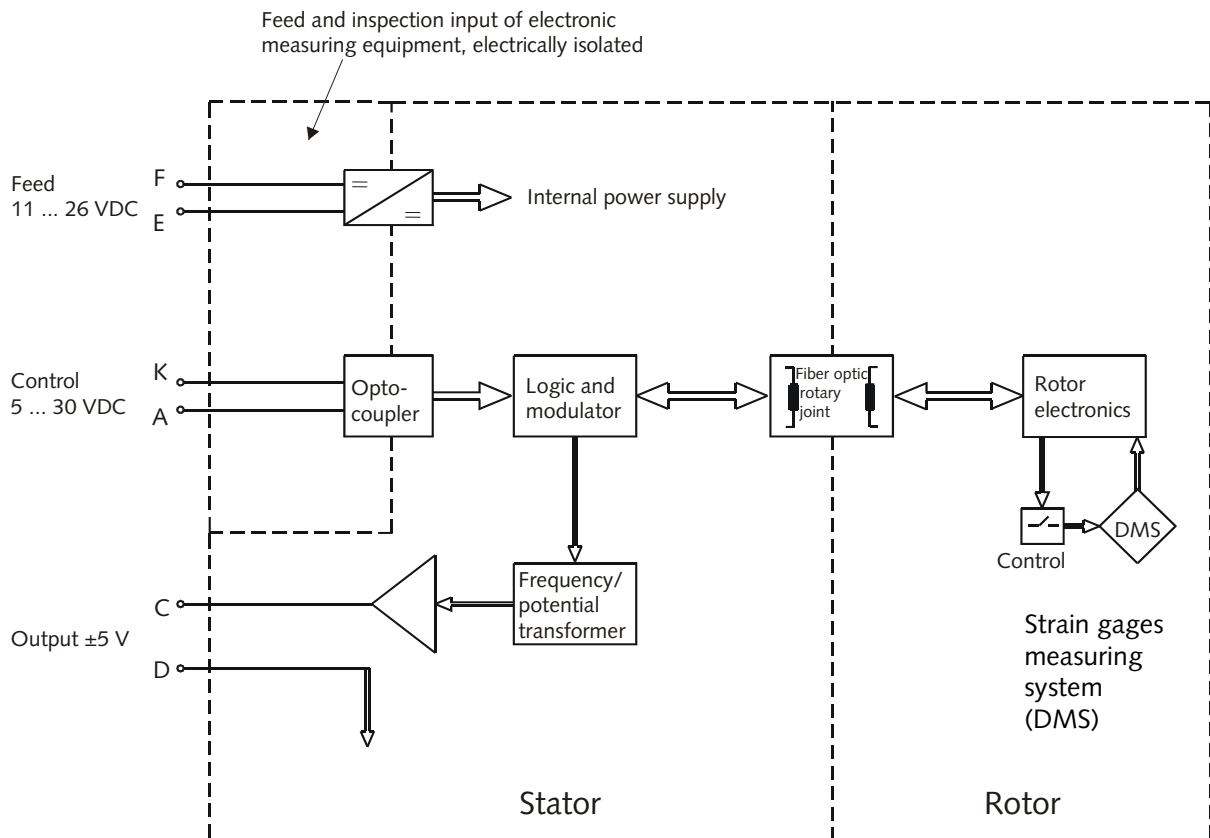 Feed and inspection input of electronic
measuring equipment, electrically isolated
Feed
11 ... 26 VDC
F
E
Internal power supply
Control
5 ... 30 VDC
K
A
Opto-
coupler
Logic and
modulator
Fiber optic
rotary
joint
Rotor
electronics
Control
DMS
Frequency/
potential
transformer
Output ±5 V
C
D
Strain gages
measuring
system
(DMS)
Stator
Rotor